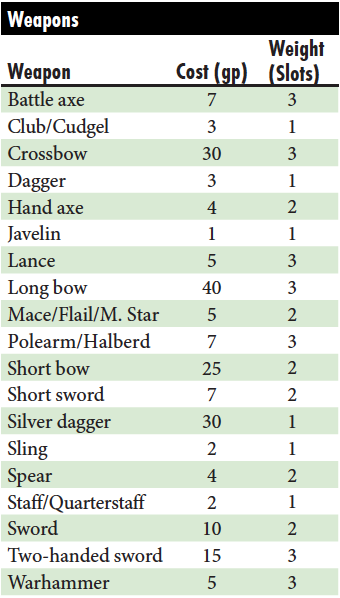 Weapons
Weight
Weapon Cost (gp) (Slots)
Battle axe 7 3
Club/Cudgel 3 1
Crossbow 30 3
Dagger 3 1
Hand axe 4 2
Javelin 1 1
Lance 5 3
Long bow 40 3
Mace/Flail/M. Star 5 2
Polearm/Halberd 7 3
Short bow 25 2
Short sword 7 2
Silver dagger 30 1
Sling 2 1
Spear 4 2
Staff/Quarterstaff 2 1
Sword 10 2
Two-handed sword 15 3
Warhammer 5 3